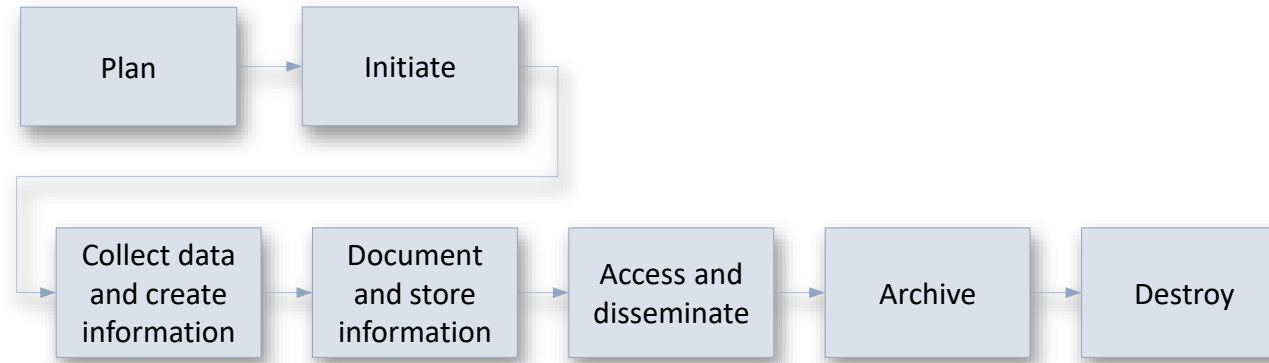 Plan
Initiate
Collect data
and create
information
Document
and store
information
Access and
disseminate
Archive
Destroy